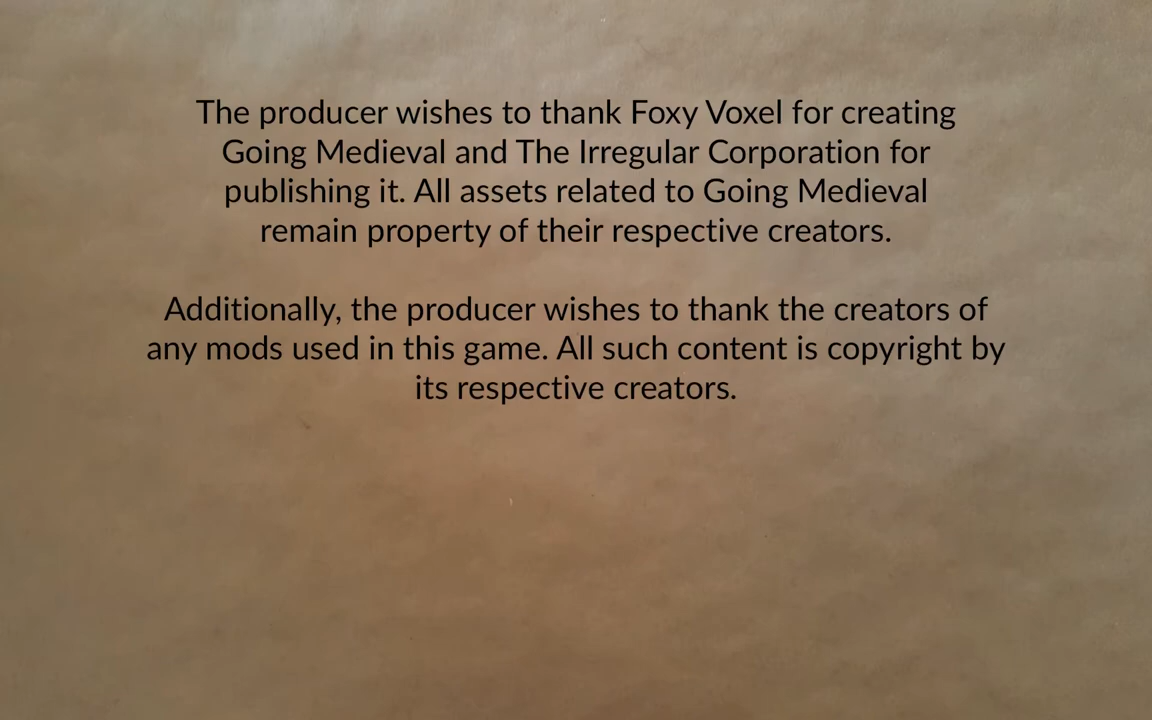 The producer wishes to thank Foxy Voxel for creating
Going Medieval and The Irregular Corporation for
publishing it. All assets related to Going Medieval
remain property of their respective creators.
Additionally, the producer wishes to thank the creators of
any mods used in this game. All such content is copyright by
its respective creators.